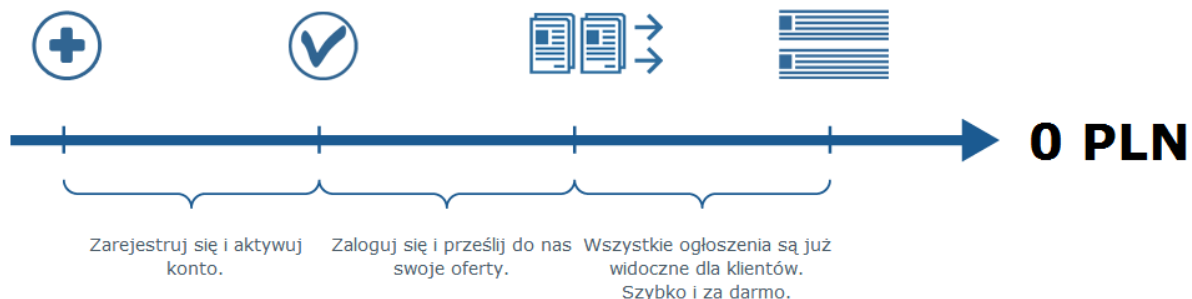 0 PLN
Zarejestruj się i aktywuj
konto.
Zaloguj się i prześlij do nas
swoje oferty.
Wszystkie ogłoszenia są już
widoczne dla klientów.
Szybko i za darmo.